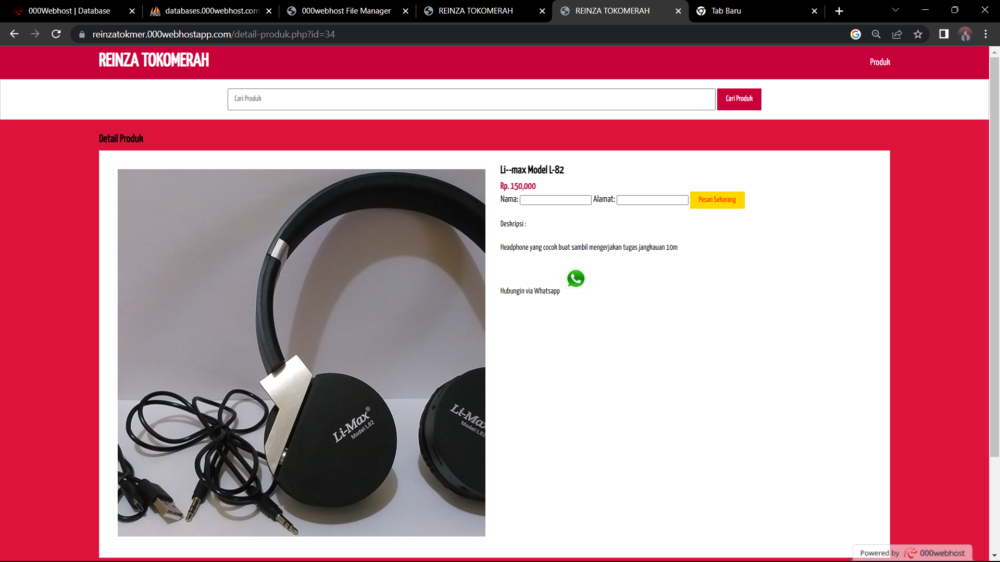 000Webhost | Database
databases.000webhost.com
000webhost File Manager
REINZA TOKOMERAH
REINZA TOKOMERAH
Tab Baru
reinzatokmer.000webhostapp.com/detail-produk.php?id=34
REINZA TOKOMERAH
Produk
Cari Produk
Cari Produk
Detail Produk
Li--max Model L-82
Rp. 150,000
Nama:
Alamat:
Pesan Sekarang
Deskripsi :
Headphone yang cocok buat sambil mengerjakan tugas jangkauan 10m
Hubungin via Whatsapp
Li-Max®
Model:L82
Li-Max
Model:L82
Powered by 000webhost